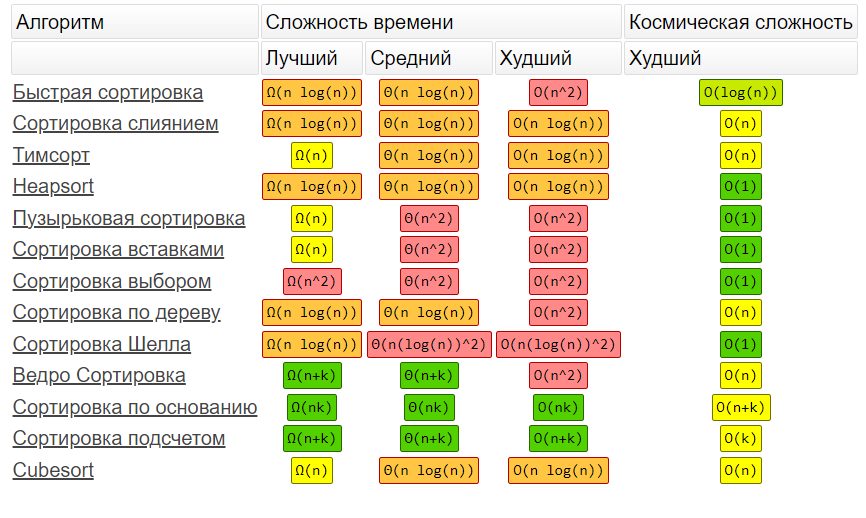 Алгоритм Сложность времени Космическая сложность
Лучший Средний Худший Худший
Быстрая сортировка Ω(n log(n)) Θ(n log(n)) O(n^2) O(log(n))
Сортировка слиянием Ω(n log(n)) Θ(n log(n)) O(n log(n)) O(n)
Тимсорт Ω(n) Θ(n log(n)) O(n log(n)) O(n)
Heapsort Ω(n log(n)) Θ(n log(n)) O(n log(n)) O(1)
Пузырьковая сортировка Ω(n) Θ(n^2) O(n^2) O(1)
Сортировка вставками Ω(n) Θ(n^2) O(n^2) O(1)
Сортировка выбором Ω(n^2) Θ(n^2) O(n^2) O(1)
Сортировка по дереву Ω(n log(n)) Θ(n log(n)) O(n^2) O(n)
Сортировка Шелла Ω(n log(n)) Θ(n(log(n))^2) O(n(log(n))^2) O(1)
Ведро Сортировка Ω(n+k) Θ(n+k) O(n^2) O(n)
Сортировка по основанию Ω(nk) Θ(nk) O(nk) O(n+k)
Сортировка подсчетом Ω(n+k) Θ(n+k) O(n+k) O(k)
Cubesort Ω(n) Θ(n log(n)) O(n log(n)) O(n)